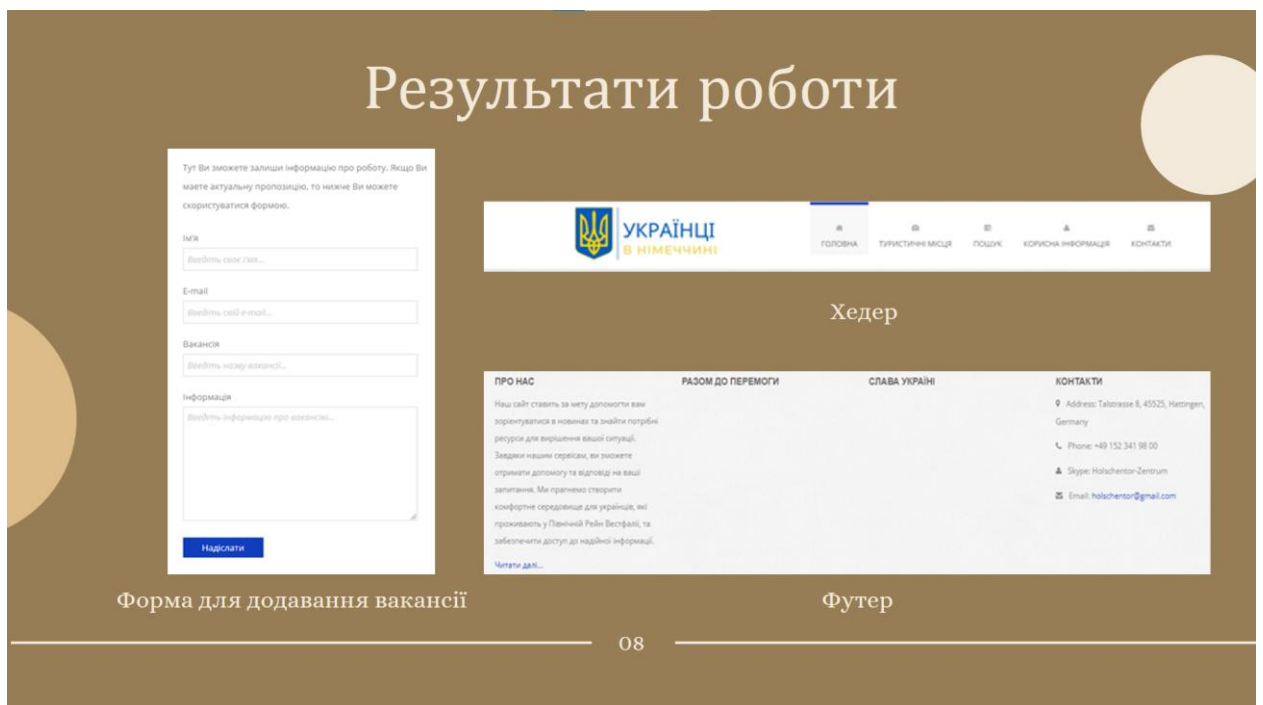 Результати роботи
Тут Ви зможете залиши інформацію про роботу. Якщо Ви
маєте актуальну пропозицію, то нижче Ви можете
скористуватися формою.
Ім'я
Введіть своє ім'я...
E-mail
Введіть свій e-mail...
Вакансія
Введіть назву вакансії...
Інформація
Введіть інформацію про вакансію...
Надіслати
Форма для додавання вакансії
УКРАЇНЦІ
В НІМЕЧЧИНІ
ГОЛОВНА
ТУРИСТИЧНІ МІСЦЯ
ПОШУК
КОРИСНА ІНФОРМАЦІЯ
КОНТАКТИ
Хедер
ПРО НАС
Наш сайт ставить за мету допомогти вам
зорієнтуватися в новинах та знайти потрібні
ресурси для вирішення вашої ситуації.
Завдяки нашим сервісам, ви зможете
отримати допомогу та відповіді на ваші
запитання. Ми прагнемо створити
комфортне середовище для українців, які
проживають у Північній Рейн Вестфалії, та
забезпечити доступ до надійної інформації.
Читати далі...
РАЗОМ ДО ПЕРЕМОГИ
СЛАВА УКРАЇНІ
КОНТАКТИ
Address: Talstrasse 8, 45525, Hattingen,
Germany
Phone: +49 152 341 98 00
Skype: Holschentor-Zentrum
Email: holschentor@gmail.com
Футер
08